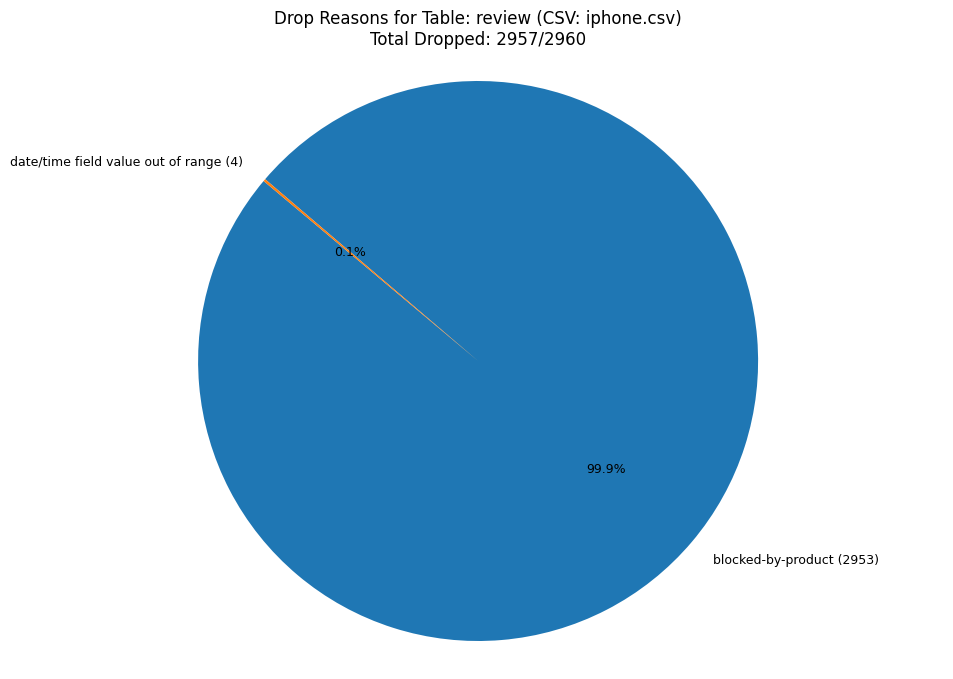 Drop Reasons for Table: review (CSV: iphone.csv)
Total Dropped: 2957/2960
date/time field value out of range (4)
0.1%
99.9%
blocked-by-product (2953)